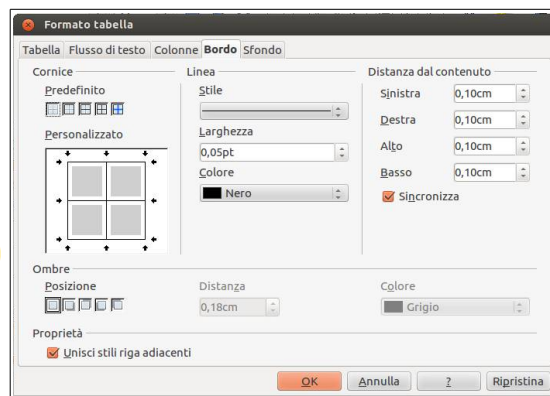 Formato tabella
Tabella Flusso di testo Colonne Bordo Sfondo
Cornice Linea Distanza dal contenuto
Predefinito Stile Sinistra 0,10cm
Destra 0,10cm
Personalizzato Larghezza Alto 0,10cm
0,05pt
Colore Basso 0,10cm
Nero Sincronizza
Ombre
Posizione Distanza Colore
0,18cm Grigio
Proprietà
Unisci stili riga adiacenti
OK Annulla ? Ripristina